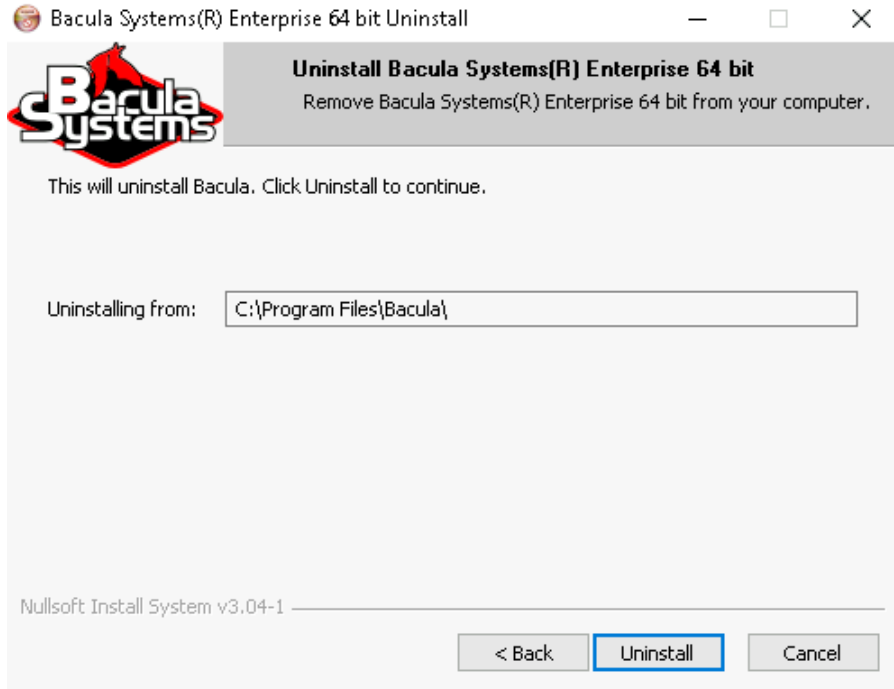 Bacula Systems(R) Enterprise 64 bit Uninstall
Bacula
Systems
Uninstall Bacula Systems(R) Enterprise 64 bit
Remove Bacula Systems(R) Enterprise 64 bit from your computer.
This will uninstall Bacula. Click Uninstall to continue.
Uninstalling from: C:\Program Files\Bacula\
Nullsoft Install System v3.04-1
< Back Uninstall Cancel